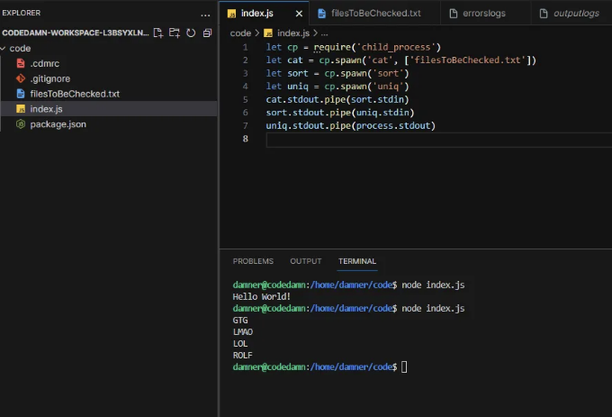 EXPLORER
...
CODEDAMN-WORKSPACE-L3BSYXLN...
code
.cdmrc
.gitignore
filesToBeChecked.txt
index.js
package.json
index.js
filesToBeChecked.txt
errorslogs
outputlogs
code > index.js > ...
1 let cp = require('child_process')
2 let cat = cp.spawn('cat', ['filesToBeChecked.txt'])
3 let sort = cp.spawn('sort')
4 let uniq = cp.spawn('uniq')
5 cat.stdout.pipe(sort.stdin)
6 sort.stdout.pipe(uniq.stdin)
7 uniq.stdout.pipe(process.stdout)
8
PROBLEMS OUTPUT TERMINAL
damner@codedamn:/home/damner/code$ node index.js
Hello World!
damner@codedamn:/home/damner/code$ node index.js
GTG
LMAO
LOL
ROLF
damner@codedamn:/home/damner/code$